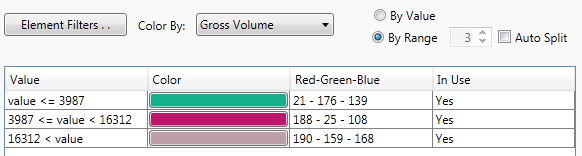 Element Filters . .
Color By:
Gross Volume
By Value
By Range
3
Auto Split
Value Color Red-Green-Blue In Use
value <= 3987 21 - 176 - 139 Yes
3987 <= value < 16312 188 - 25 - 108 Yes
16312 < value 190 - 159 - 168 Yes